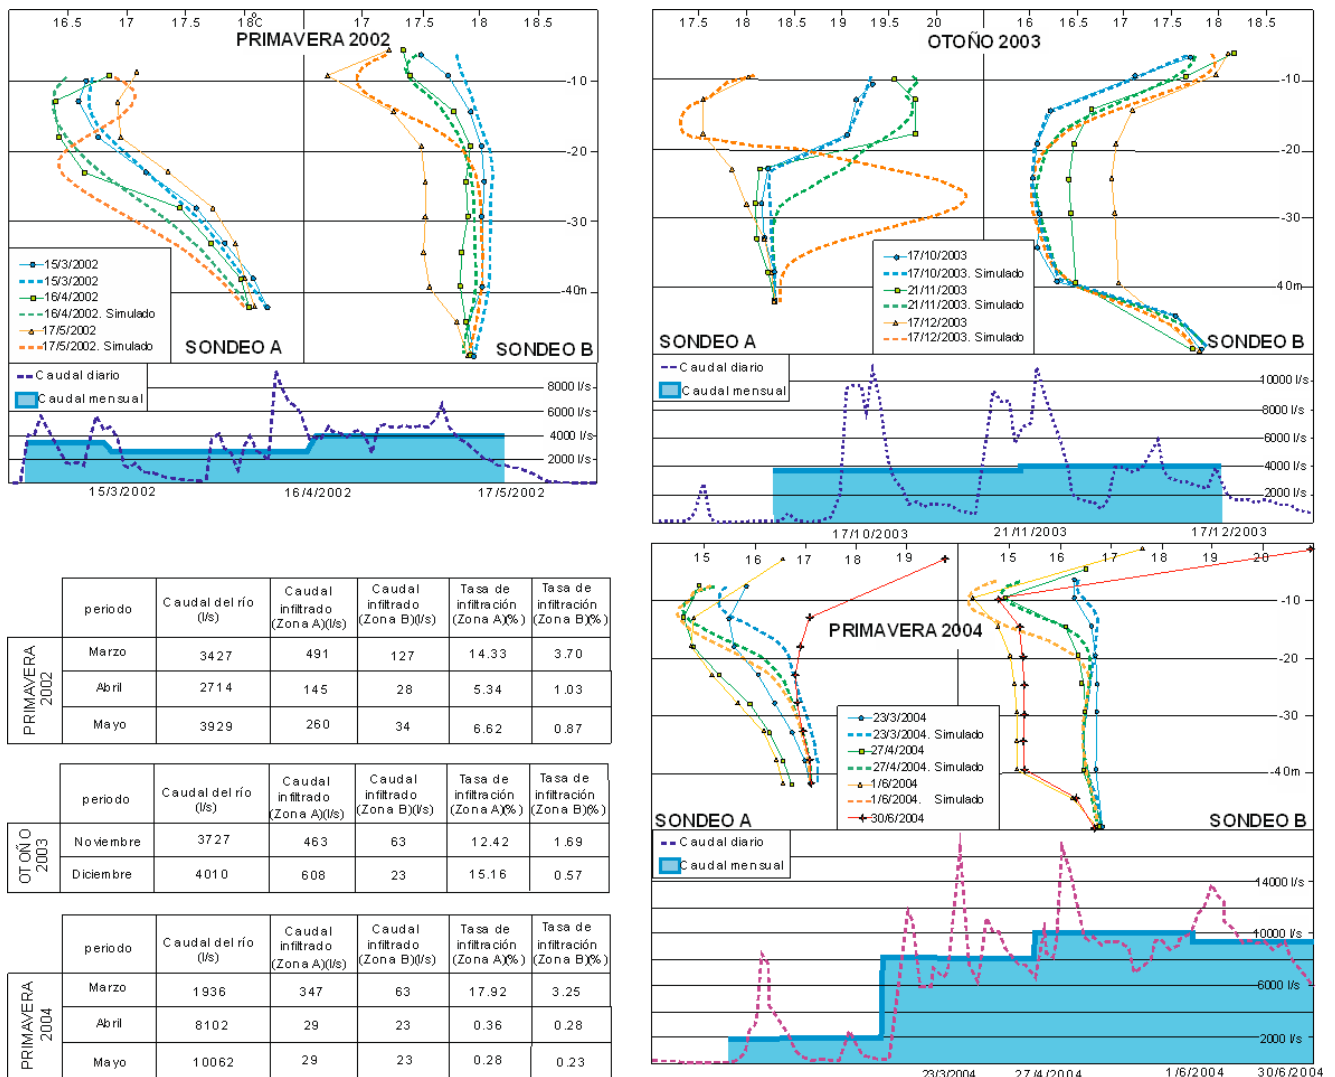 16.5 17 17.5 18ºC 17 17.5 18 18.5
PRIMAVERA 2002
-10
-20
-30
-40m
15/3/2002
15/3/2002
16/4/2002
16/4/2002. Simulado
17/5/2002
17/5/2002. Simulado
SONDEO A
SONDEO B
Caudal diario
Caudal mensual
8000 l/s
6000 l/s
4000 l/s
2000 l/s
15/3/2002 16/4/2002 17/5/2002
17.5 18 18.5 19 19.5 20 16 16.5 17 17.5 18 18.5
OTOÑO 2003
-10
-20
-30
-40m
17/10/2003
17/10/2003. Simulado
21/11/2003
21/11/2003. Simulado
17/12/2003
17/12/2003. Simulado
SONDEO A
SONDEO B
Caudal diario
Caudal mensual
10000 l/s
8000 l/s
6000 l/s
4000 l/s
2000 l/s
17/10/2003 21/11/2003 17/12/2003
15 16 17 18 19 15 16 17 18 19 20
PRIMAVERA 2004
-10
-20
-30
-40m
23/3/2004
23/3/2004. Simulado
27/4/2004
27/4/2004. Simulado
1/6/2004
1/6/2004. Simulado
30/6/2004
SONDEO A
SONDEO B
Caudal diario
Caudal mensual
14000 l/s
10000 l/s
6000 l/s
2000 l/s
23/3/2004 27/4/2004 1/6/2004 30/6/2004
PRIMAVERA 2002
periodo Caudal del río (l/s) Caudal infiltrado (Zona A)(l/s) Caudal infiltrado (Zona B)(l/s) Tasa de infiltración (Zona A)(%) Tasa de infiltración (Zona B)(%)
Marzo 3427 491 127 14.33 3.70
Abril 2714 145 28 5.34 1.03
Mayo 3929 260 34 6.62 0.87
OTOÑO 2003
periodo Caudal del río (l/s) Caudal infiltrado (Zona A)(l/s) Caudal infiltrado (Zona B)(l/s) Tasa de infiltración (Zona A)(%) Tasa de infiltración (Zona B)(%)
Noviembre 3727 463 63 12.42 1.69
Diciembre 4010 608 23 15.16 0.57
PRIMAVERA 2004
periodo Caudal del río (l/s) Caudal infiltrado (Zona A)(l/s) Caudal infiltrado (Zona B)(l/s) Tasa de infiltración (Zona A)(%) Tasa de infiltración (Zona B)(%)
Marzo 1936 347 63 17.92 3.25
Abril 8102 29 23 0.36 0.28
Mayo 10062 29 23 0.28 0.23